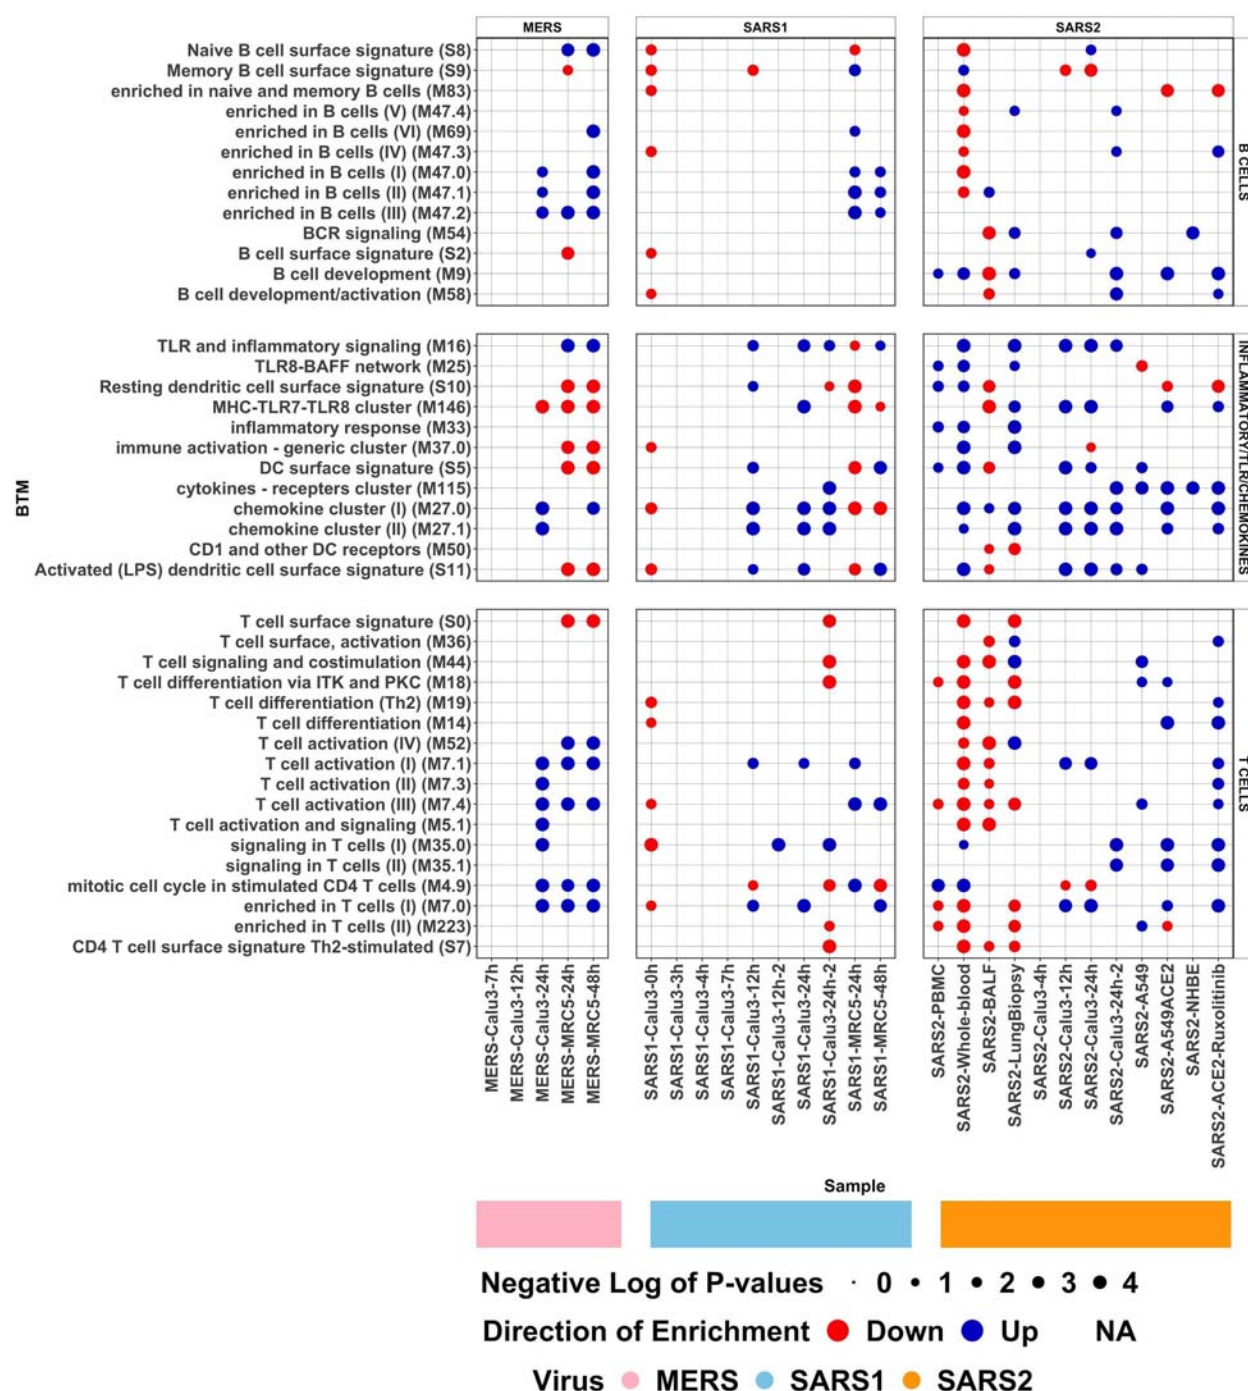 MERS SARS1 SARS2
Naive B cell surface signature (S8)
Memory B cell surface signature (S9)
enriched in naive and memory B cells (M83)
enriched in B cells (V) (M47.4)
enriched in B cells (VI) (M69)
enriched in B cells (IV) (M47.3)
enriched in B cells (I) (M47.0)
enriched in B cells (II) (M47.1)
enriched in B cells (III) (M47.2)
BCR signaling (M54)
B cell surface signature (S2)
B cell development (M9)
B cell development/activation (M58)
B CELLS
TLR and inflammatory signaling (M16)
TLR8-BAFF network (M25)
Resting dendritic cell surface signature (S10)
MHC-TLR7-TLR8 cluster (M146)
inflammatory response (M33)
immune activation - generic cluster (M37.0)
DC surface signature (S5)
cytokines - recepters cluster (M115)
chemokine cluster (I) (M27.0)
chemokine cluster (II) (M27.1)
CD1 and other DC receptors (M50)
Activated (LPS) dendritic cell surface signature (S11)
INFLAMMATORY/TLR/CHEMOKINES
BTM
T cell surface signature (S0)
T cell surface, activation (M36)
T cell signaling and costimulation (M44)
T cell differentiation via ITK and PKC (M18)
T cell differentiation (Th2) (M19)
T cell differentiation (M14)
T cell activation (IV) (M52)
T cell activation (I) (M7.1)
T cell activation (II) (M7.3)
T cell activation (III) (M7.4)
T cell activation and signaling (M5.1)
signaling in T cells (I) (M35.0)
signaling in T cells (II) (M35.1)
mitotic cell cycle in stimulated CD4 T cells (M4.9)
enriched in T cells (I) (M7.0)
enriched in T cells (II) (M223)
CD4 T cell surface signature Th2-stimulated (S7)
T CELLS
MERS-Calu3-7h
MERS-Calu3-12h
MERS-Calu3-24h
MERS-MRC5-24h
MERS-MRC5-48h
SARS1-Calu3-0h
SARS1-Calu3-3h
SARS1-Calu3-4h
SARS1-Calu3-7h
SARS1-Calu3-12h
SARS1-Calu3-12h-2
SARS1-Calu3-24h
SARS1-Calu3-24h-2
SARS1-MRC5-24h
SARS1-MRC5-48h
SARS2-PBMC
SARS2-Whole-blood
SARS2-BALF
SARS2-LungBiopsy
SARS2-Calu3-4h
SARS2-Calu3-12h
SARS2-Calu3-24h
SARS2-Calu3-24h-2
SARS2-A549
SARS2-A549ACE2
SARS2-NHBE
SARS2-ACE2-Ruxolitinib
Sample
Negative Log of P-values 0 1 2 3 4
Direction of Enrichment Down Up NA
Virus MERS SARS1 SARS2